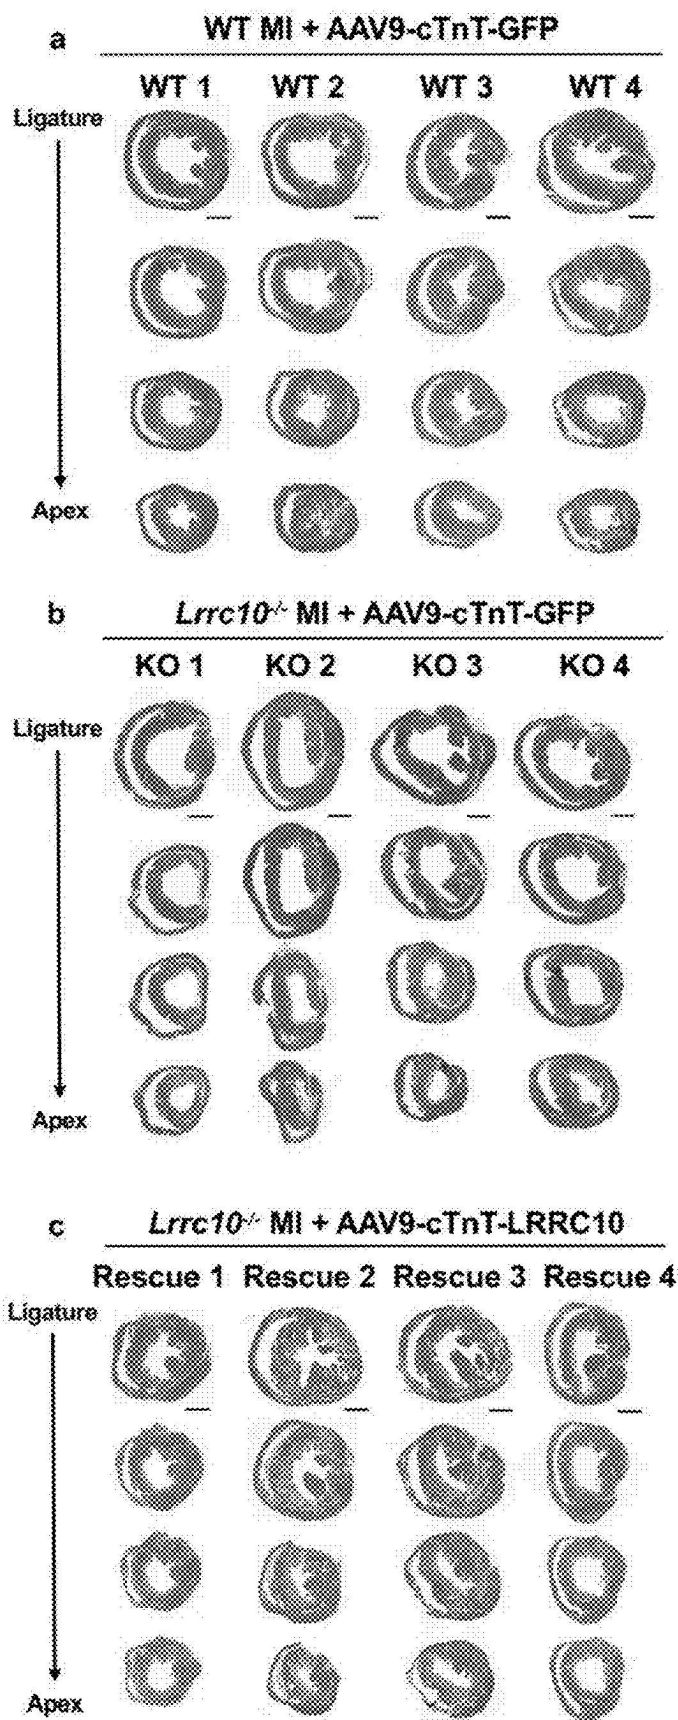 a
WT MI + AAV9-cTnT-GFP
WT 1 WT 2 WT 3 WT 4
Ligature
Apex
b
Lrrc10-/- MI + AAV9-cTnT-GFP
KO 1 KO 2 KO 3 KO 4
Ligature
Apex
c
Lrrc10-/- MI + AAV9-cTnT-LRRC10
Rescue 1 Rescue 2 Rescue 3 Rescue 4
Ligature
Apex